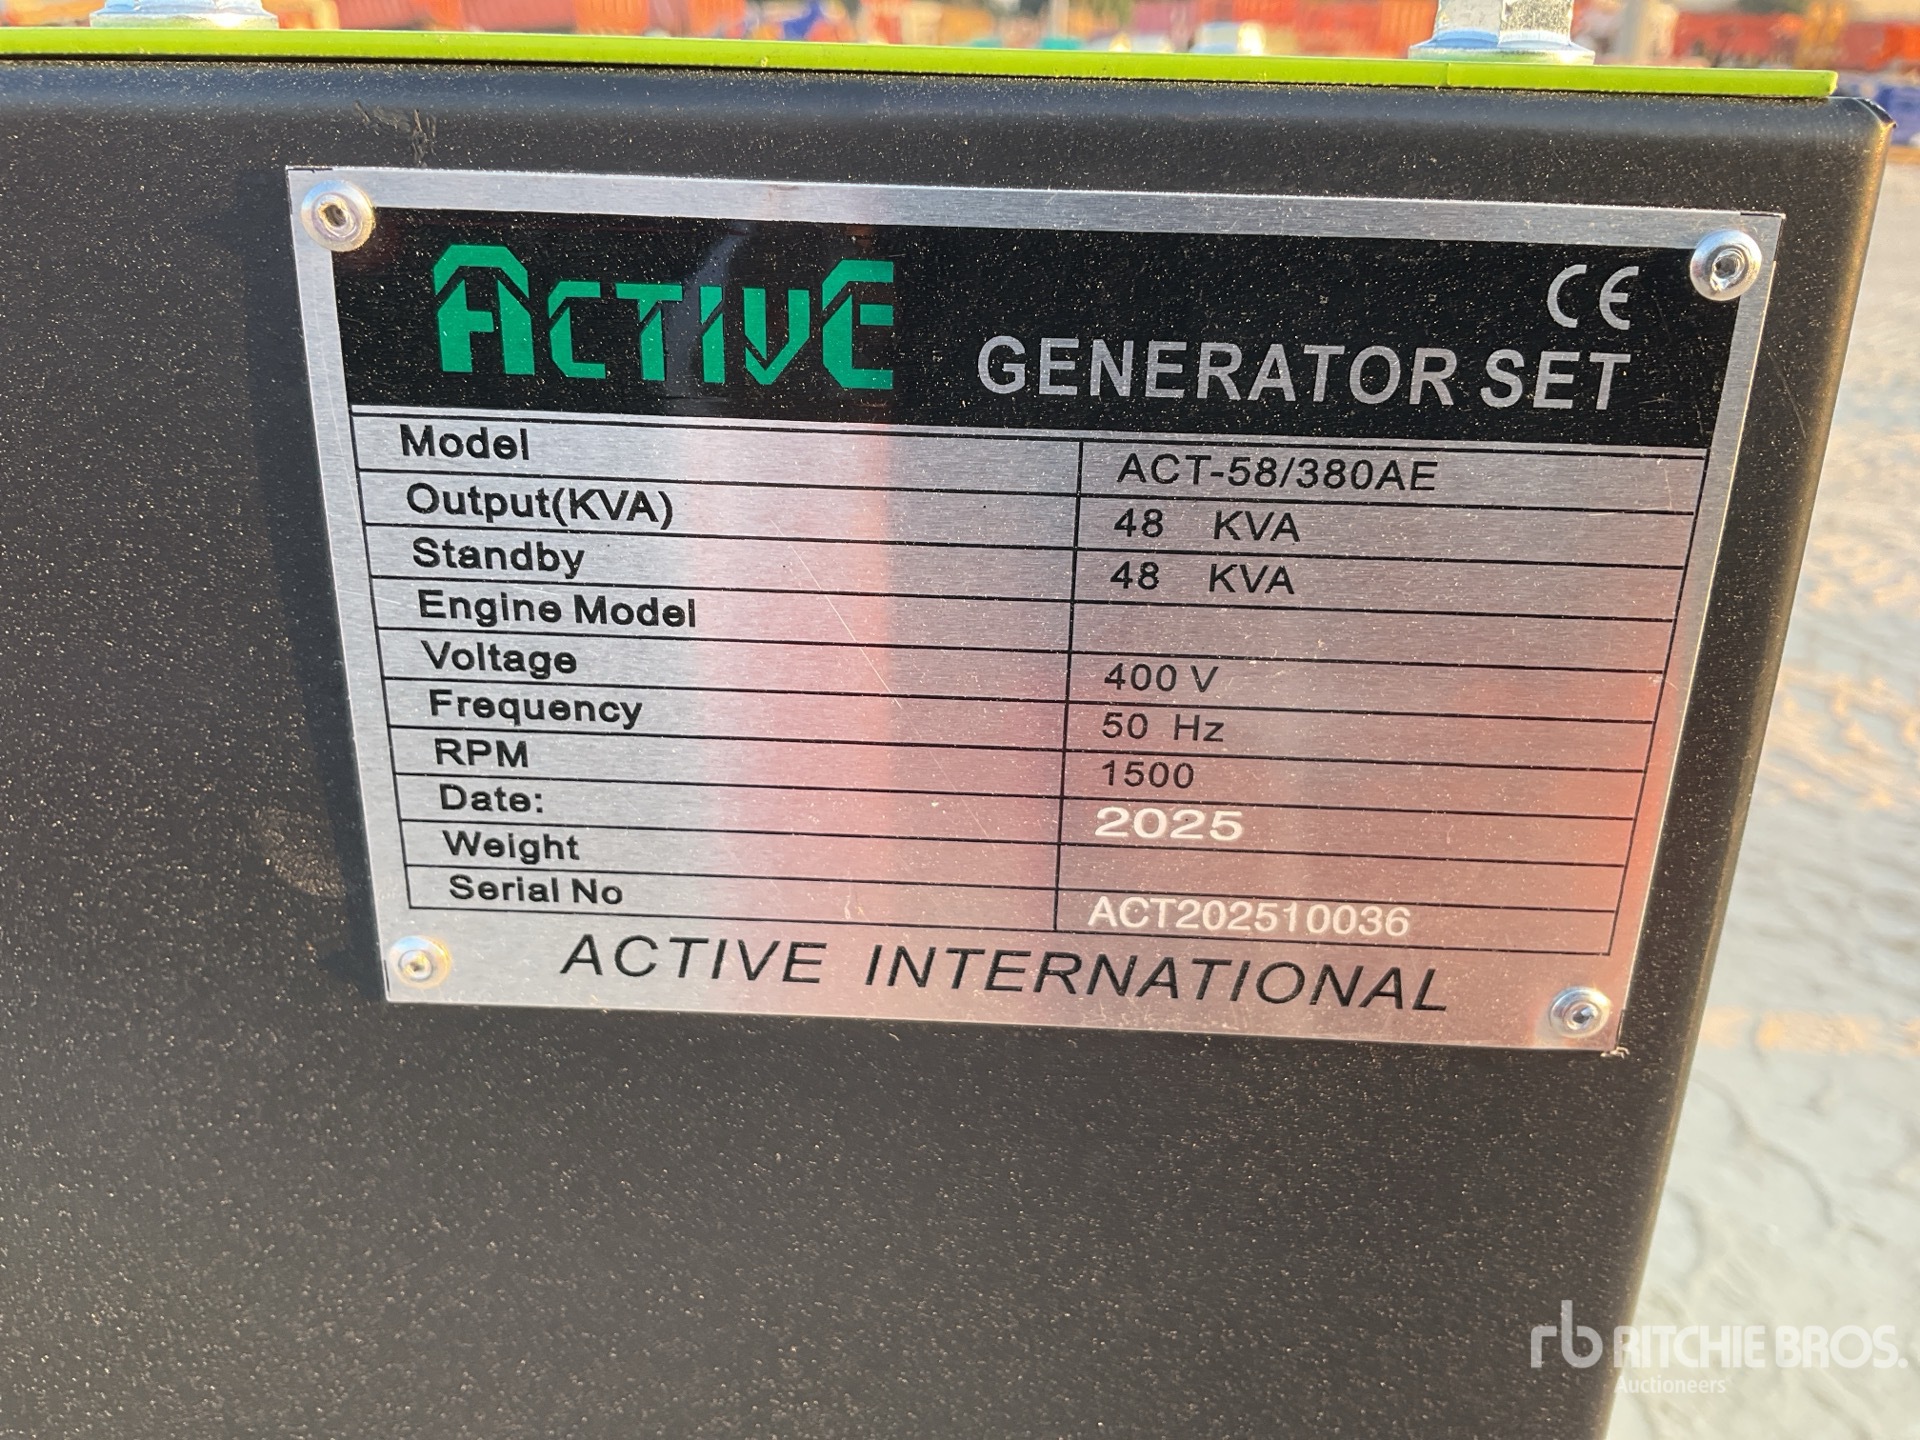 ACTIVE
CE
GENERATOR SET
Model ACT-58/380AE
Output(KVA) 48 KVA
Standby 48 KVA
Engine Model
Voltage 400 V
Frequency 50 Hz
RPM 1500
Date: 2025
Weight
Serial No ACT202510036
ACTIVE INTERNATIONAL
rb RITCHIE BROS.
Auctioneers